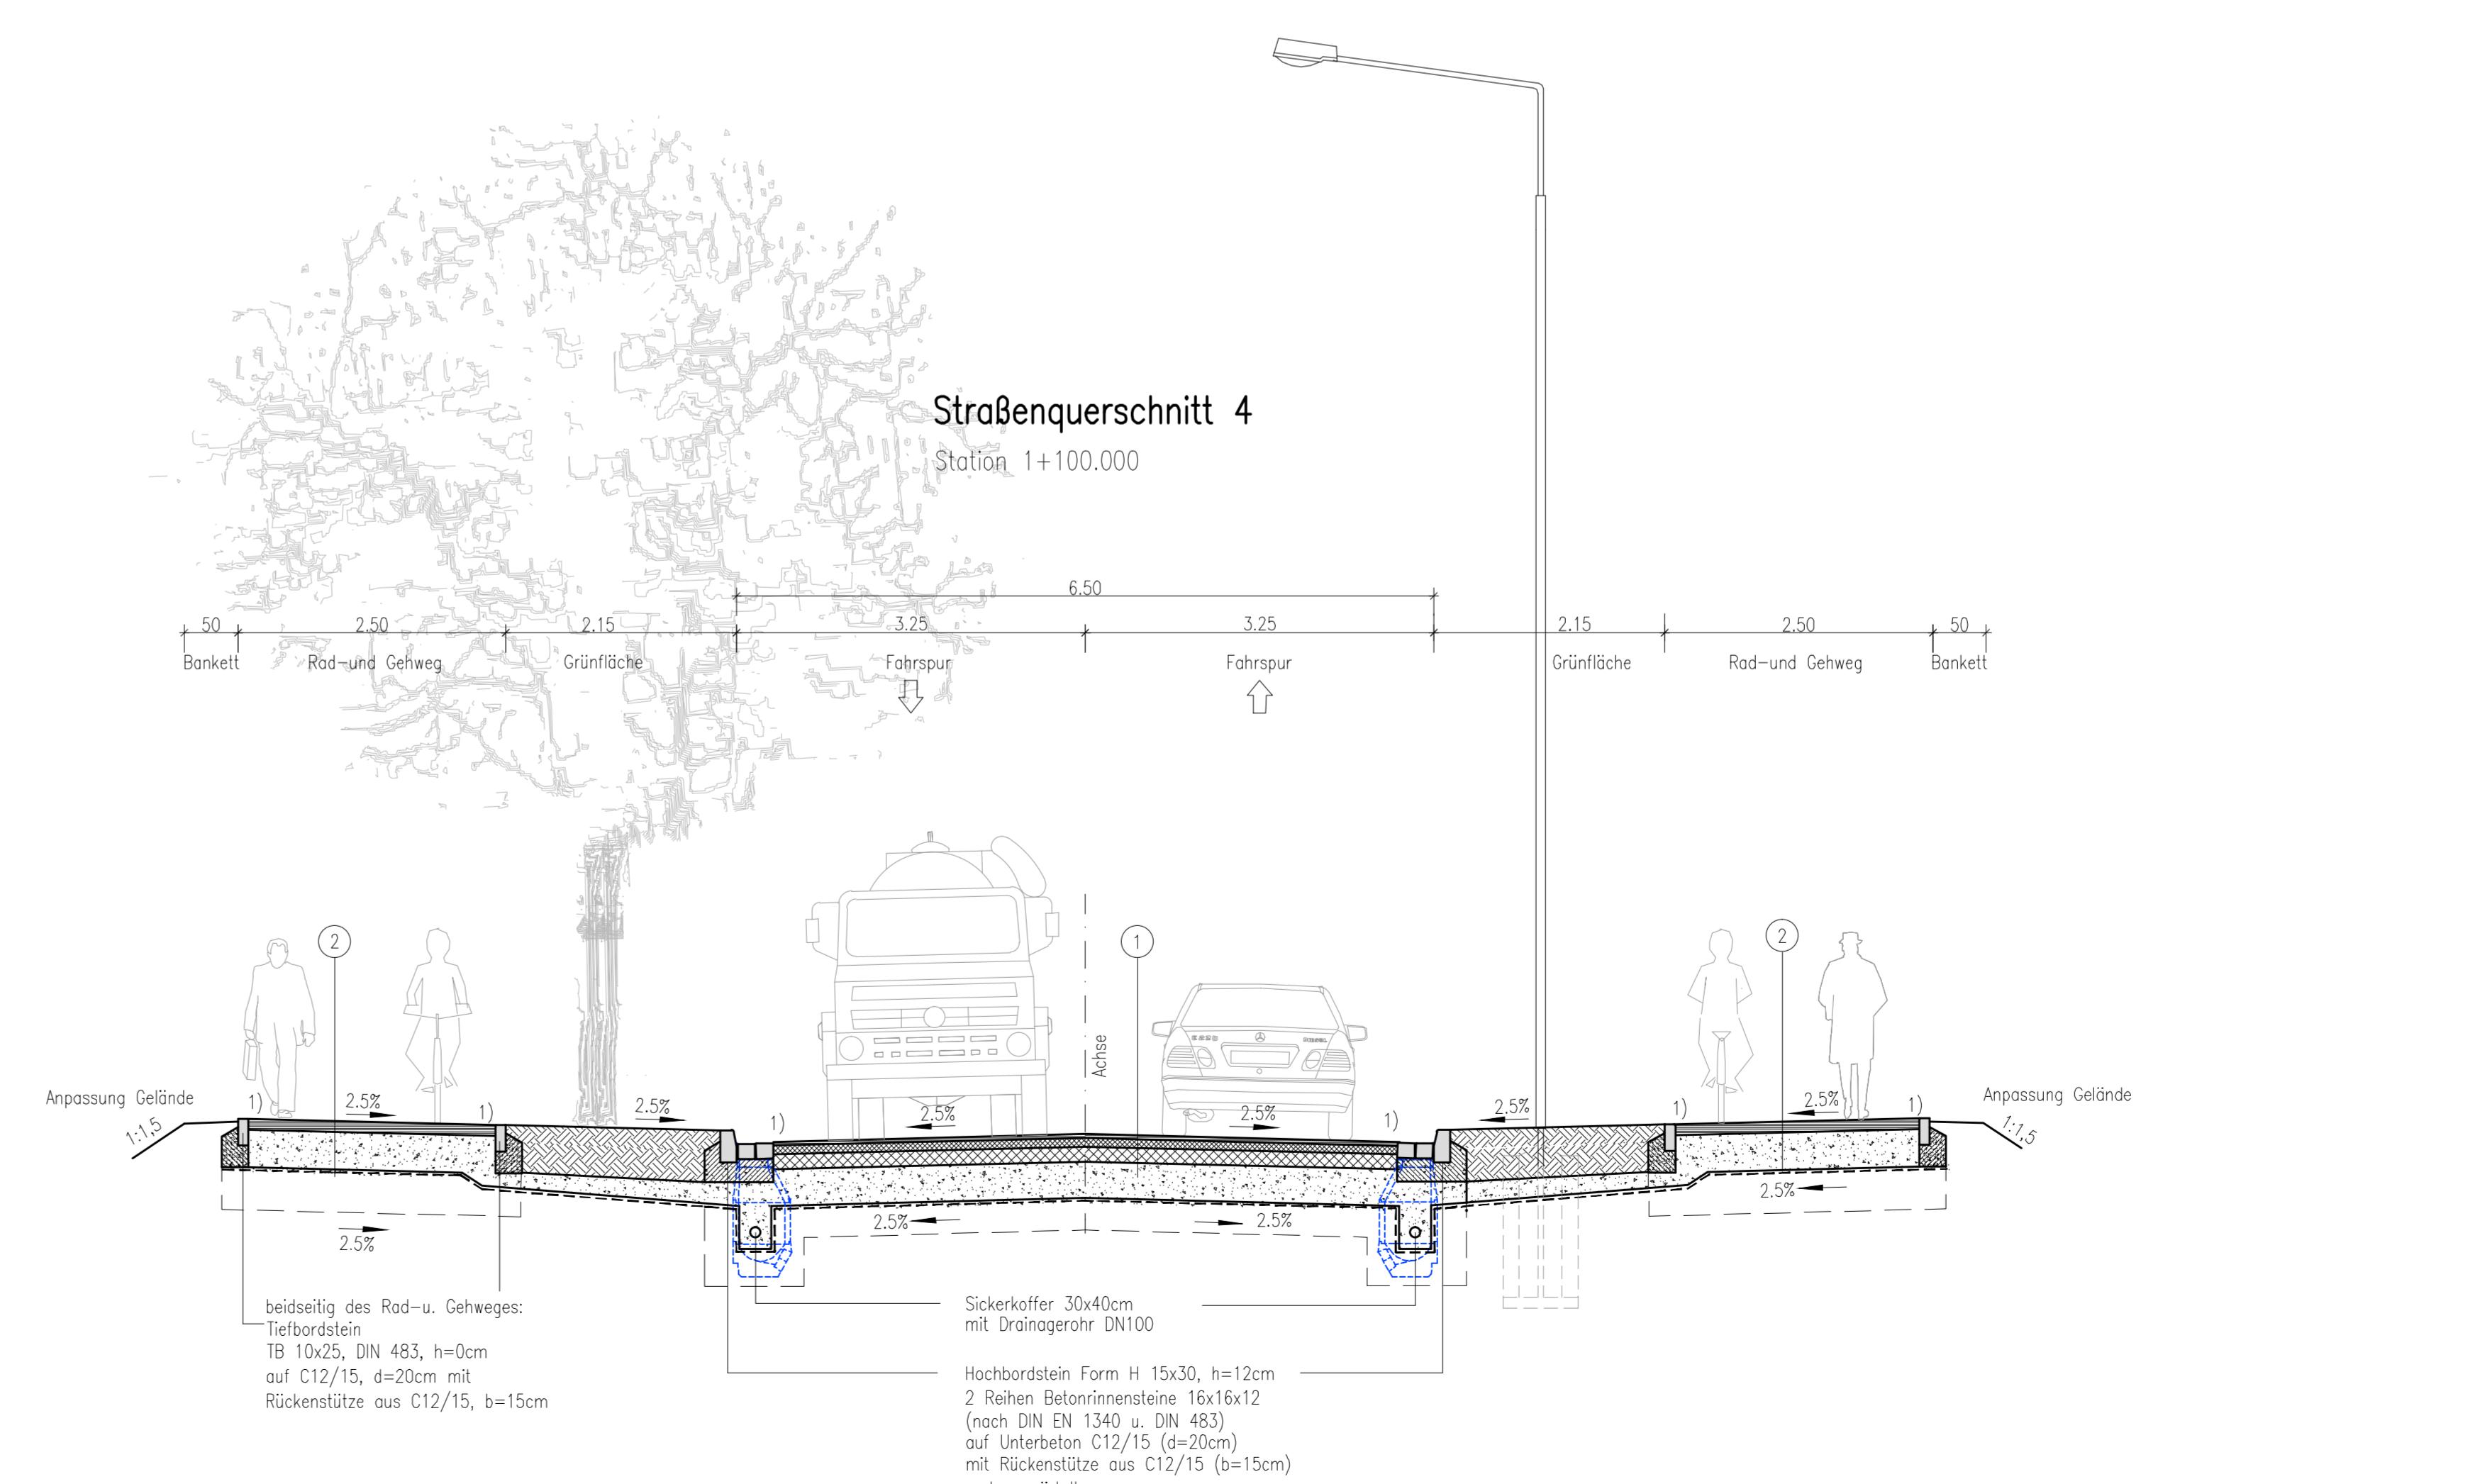 Straßenquerschnitt 4
Station 1+100.000
6.50
50 2.50 2.15 3.25 3.25 2.15 2.50 50
Bankett Rad-und Gehweg Grünfläche Fahrspur Fahrspur Grünfläche Rad-und Gehweg Bankett
2 1 2
Achse
Anpassung Gelände 1) 2.5% 1) 2.5% 1) 2.5% 2.5% 1) 2.5% 1) 2.5% 1) Anpassung Gelände
1:1,5 1:1,5
2.5% 2.5% 2.5% 2.5%
beidseitig des Rad-u. Gehweges:
Tiefbordstein
TB 10x25, DIN 483, h=0cm
auf C12/15, d=20cm mit
Rückenstütze aus C12/15, b=15cm
Sickerkoffer 30x40cm
mit Drainagerohr DN100
Hochbordstein Form H 15x30, h=12cm
2 Reihen Betonrinnensteine 16x16x12
(nach DIN EN 1340 u. DIN 483)
auf Unterbeton C12/15 (d=20cm)
mit Rückenstütze aus C12/15 (b=15cm)